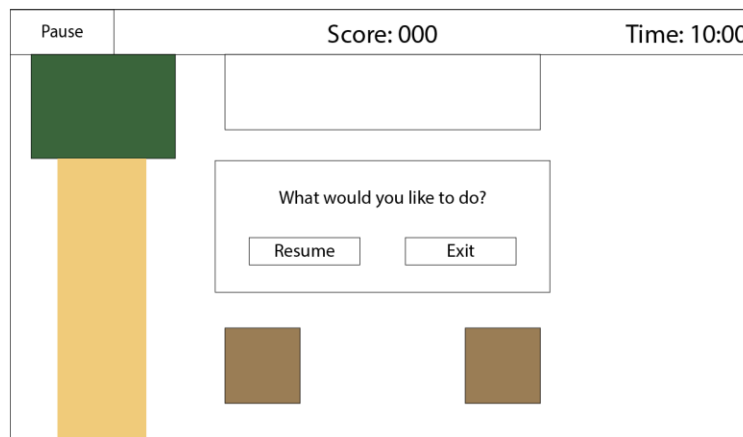 Pause
Score: 000
Time: 10:00
What would you like to do?
Resume
Exit